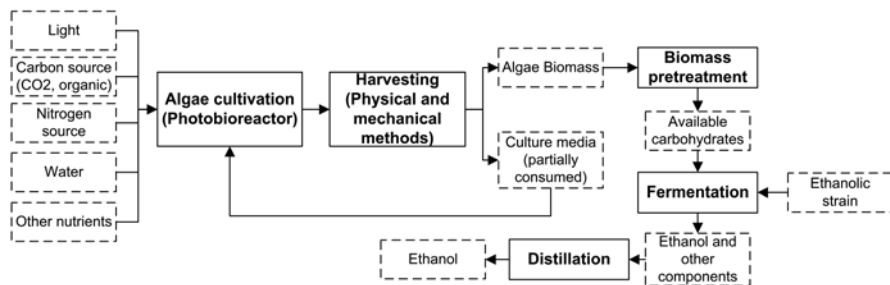 Light
Carbon source
(CO2, organic)
Nitrogen
source
Water
Other nutrients
Algae cultivation
(Photobioreactor)
Harvesting
(Physical and
mechanical
methods)
Algae Biomass
Culture media
(partially
consumed)
Biomass
pretreatment
Available
carbohydrates
Fermentation
Ethanolic
strain
Ethanol and
other
components
Distillation
Ethanol